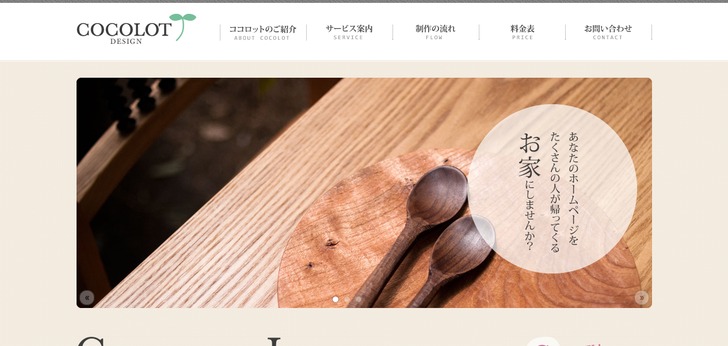 COCOLOT
DESIGN
ココロットのご紹介
ABOUT COCOLOT
サービス案内
SERVICE
制作の流れ
FLOW
料金表
PRICE
お問い合わせ
CONTACT
あなたのホームページを
たくさんの人が帰ってくる
お家にしませんか？